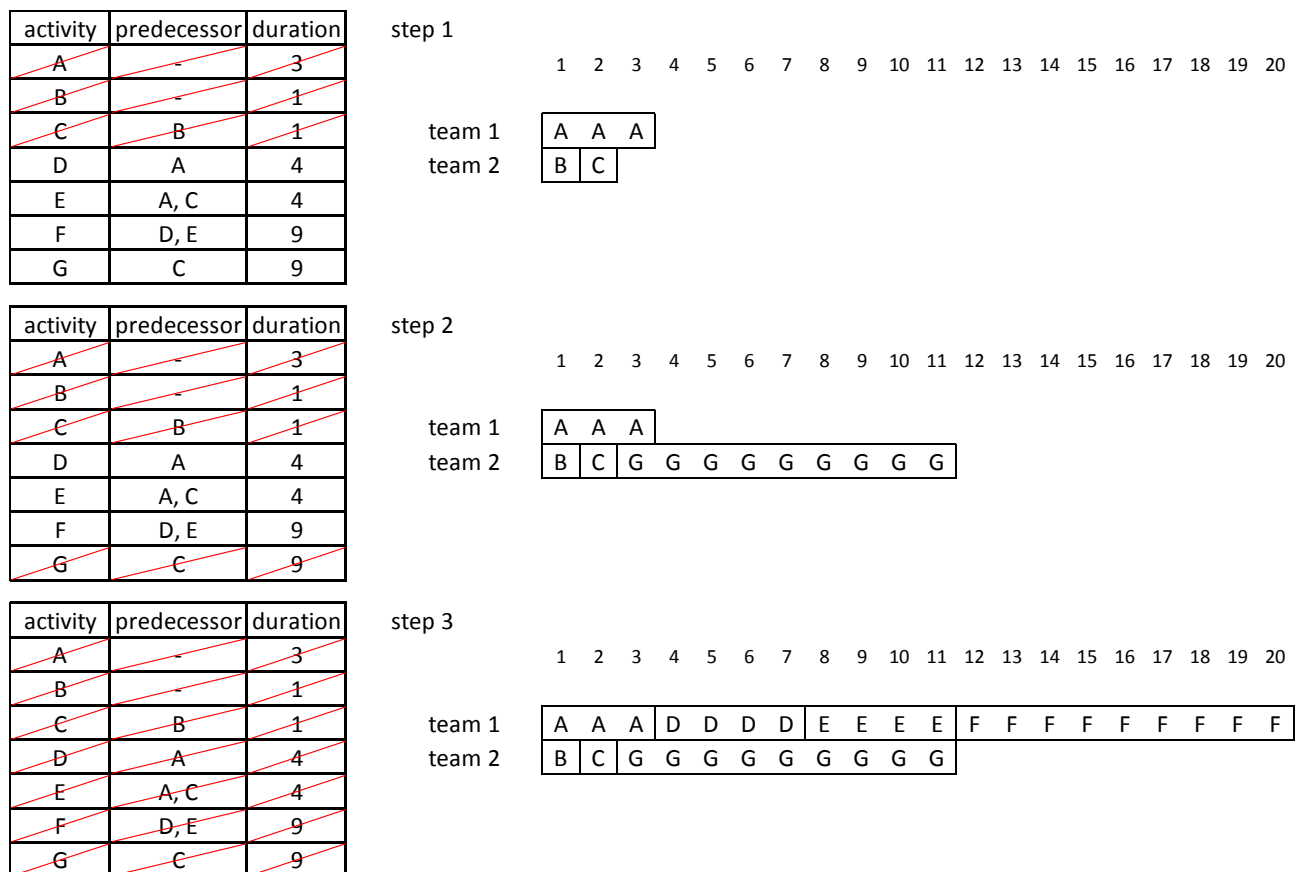 activity predecessor duration step 1
A - 3 1 2 3 4 5 6 7 8 9 10 11 12 13 14 15 16 17 18 19 20
B - 1
C B 1 team 1 A A A
D A 4 team 2 B C
E A, C 4
F D, E 9
G C 9
activity predecessor duration step 2
A - 3 1 2 3 4 5 6 7 8 9 10 11 12 13 14 15 16 17 18 19 20
B - 1
C B 1 team 1 A A A
D A 4 team 2 B C G G G G G G G G G
E A, C 4
F D, E 9
G C 9
activity predecessor duration step 3
A - 3 1 2 3 4 5 6 7 8 9 10 11 12 13 14 15 16 17 18 19 20
B - 1
C B 1 team 1 A A A D D D D E E E E F F F F F F F F F
D A 4 team 2 B C G G G G G G G G G
E A, C 4
F D, E 9
G C 9